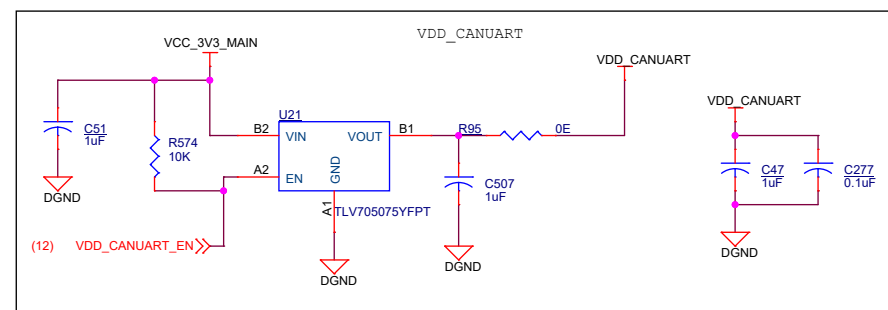 VDD_CANUART
VCC_3V3_MAIN
VDD_CANUART
VDD_CANUART
C51
1uF
R574
10K
U21
B2
VIN
VOUT
B1
R95
0E
A2
EN
GND
A1
TLV705075YFPT
C507
1uF
C47
1uF
C277
0.1uF
DGND
(12)
VDD_CANUART_EN
DGND
DGND
DGND